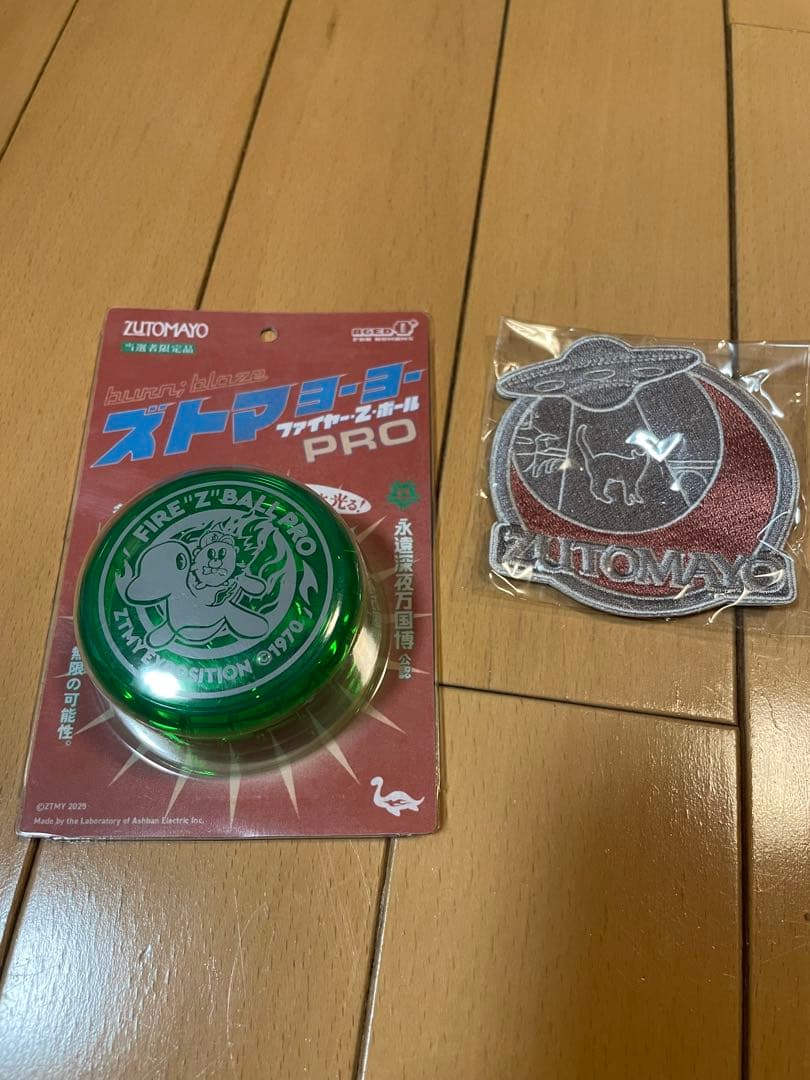 ZUTOMAYO
当選者限定品
burn; blaze
ズトマヨーヨー
ファイヤー・Z・ボール
PRO
光る!
FIRE "Z" BALL PRO
ZTMY EXPOSITION ©1970
永遠深夜万国博
公認
無限の可能性。
©ZTMY 2025
Made by the Laboratory of Ashban Electric Inc.
ZUTOMAYO